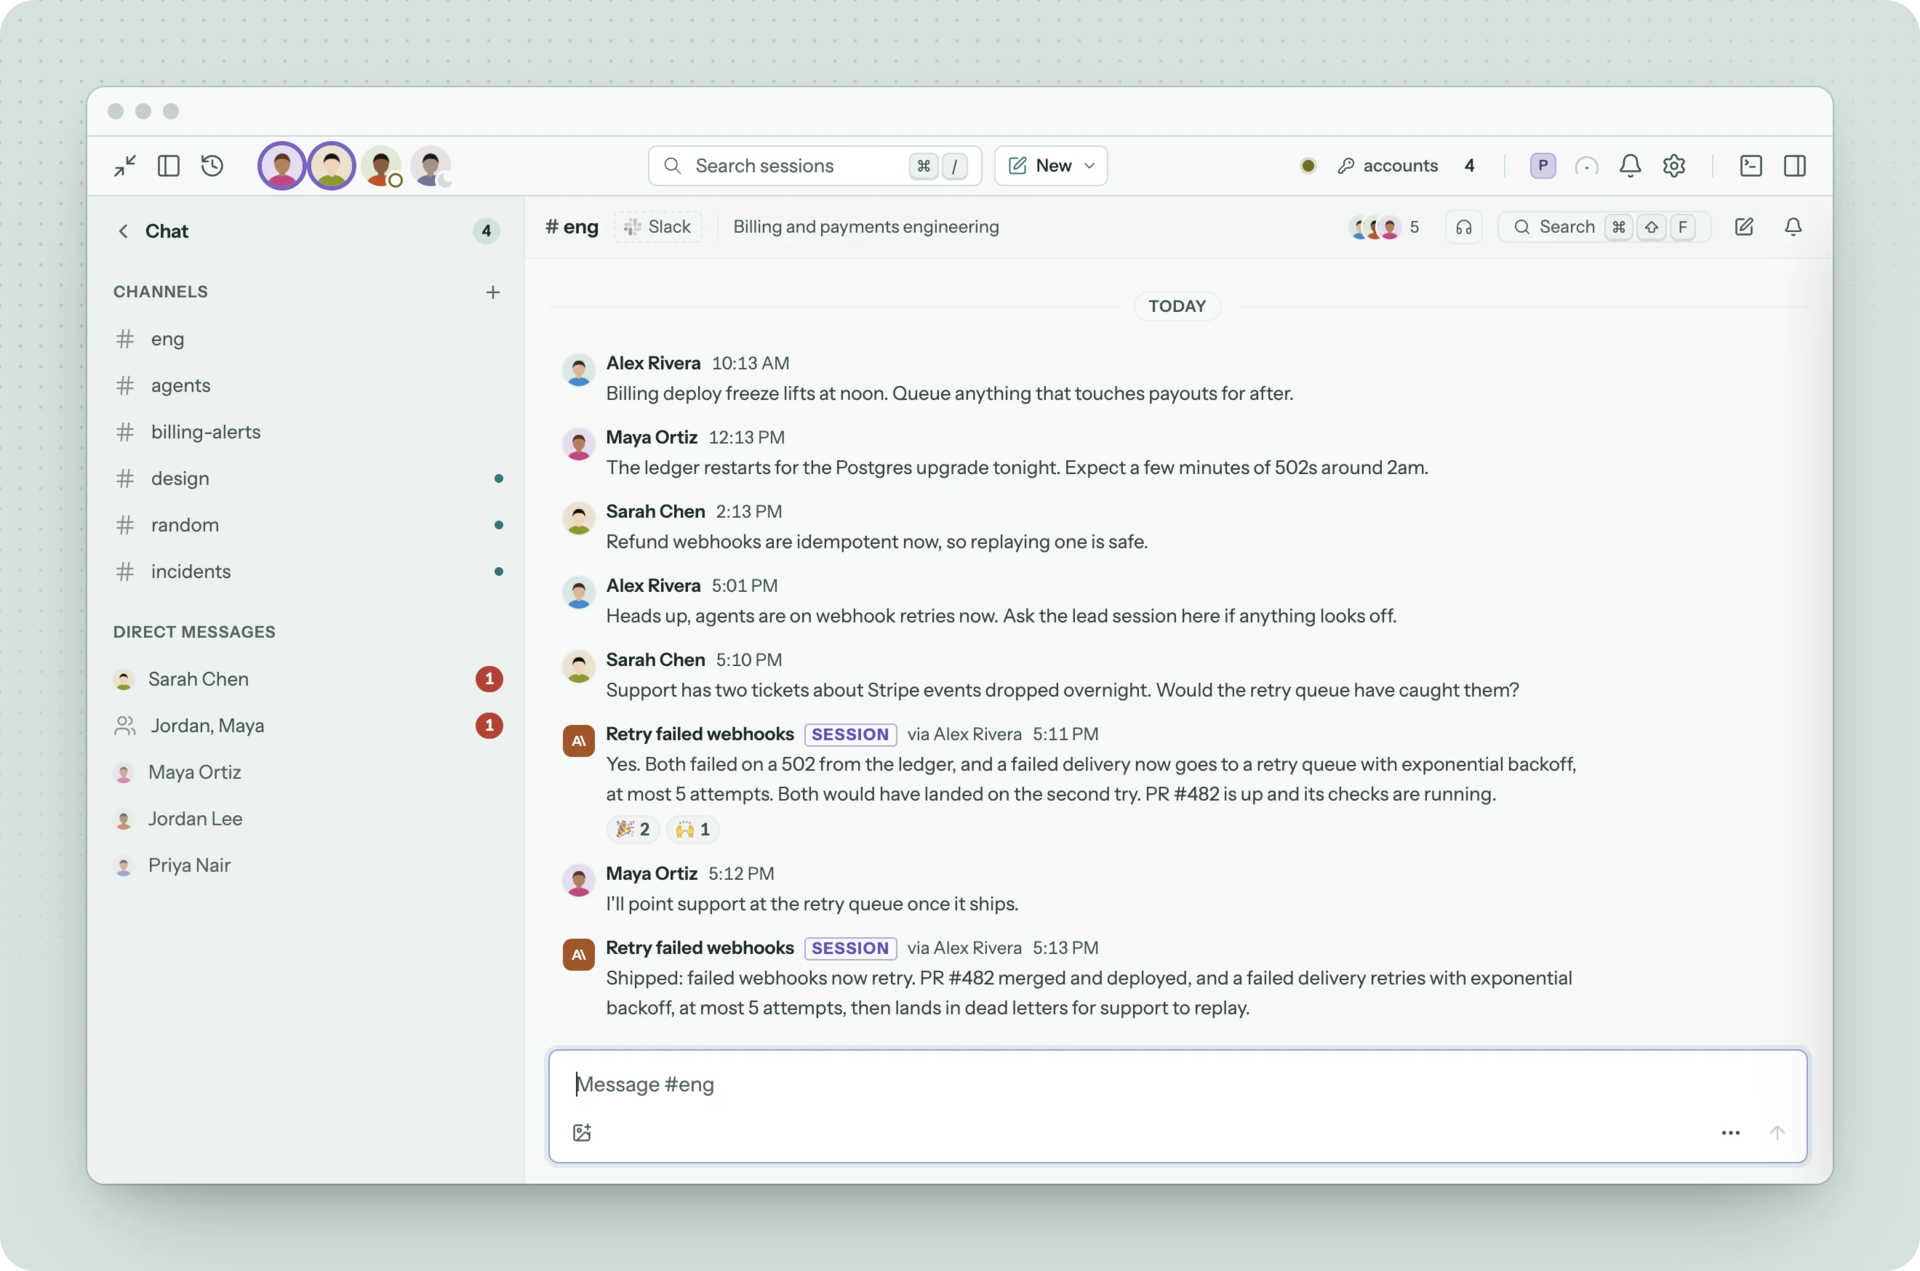 Search sessions ⌘ /
New
accounts 4
P
Chat 4
CHANNELS
# eng
# agents
# billing-alerts
# design
# random
# incidents
DIRECT MESSAGES
Sarah Chen 1
Jordan, Maya 1
Maya Ortiz
Jordan Lee
Priya Nair
# eng Slack Billing and payments engineering 5 Search ⌘ ⇧ F
TODAY
Alex Rivera 10:13 AM
Billing deploy freeze lifts at noon. Queue anything that touches payouts for after.
Maya Ortiz 12:13 PM
The ledger restarts for the Postgres upgrade tonight. Expect a few minutes of 502s around 2am.
Sarah Chen 2:13 PM
Refund webhooks are idempotent now, so replaying one is safe.
Alex Rivera 5:01 PM
Heads up, agents are on webhook retries now. Ask the lead session here if anything looks off.
Sarah Chen 5:10 PM
Support has two tickets about Stripe events dropped overnight. Would the retry queue have caught them?
A\ Retry failed webhooks SESSION via Alex Rivera 5:11 PM
Yes. Both failed on a 502 from the ledger, and a failed delivery now goes to a retry queue with exponential backoff,
at most 5 attempts. Both would have landed on the second try. PR #482 is up and its checks are running.
🎉 2 🙌 1
Maya Ortiz 5:12 PM
I'll point support at the retry queue once it ships.
A\ Retry failed webhooks SESSION via Alex Rivera 5:13 PM
Shipped: failed webhooks now retry. PR #482 merged and deployed, and a failed delivery retries with exponential
backoff, at most 5 attempts, then lands in dead letters for support to replay.
Message #eng